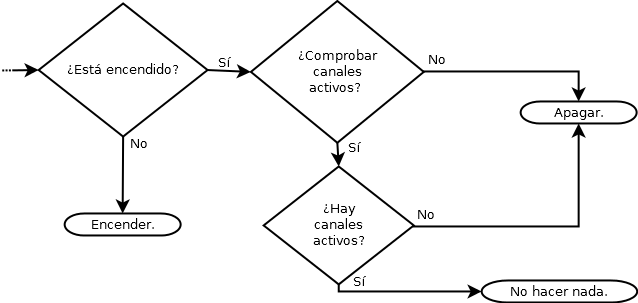 ¿Está encendido?
Sí
¿Comprobar
canales
activos?
No
Apagar.
No
Sí
Encender.
¿Hay
canales
activos?
No
Sí
No hacer nada.